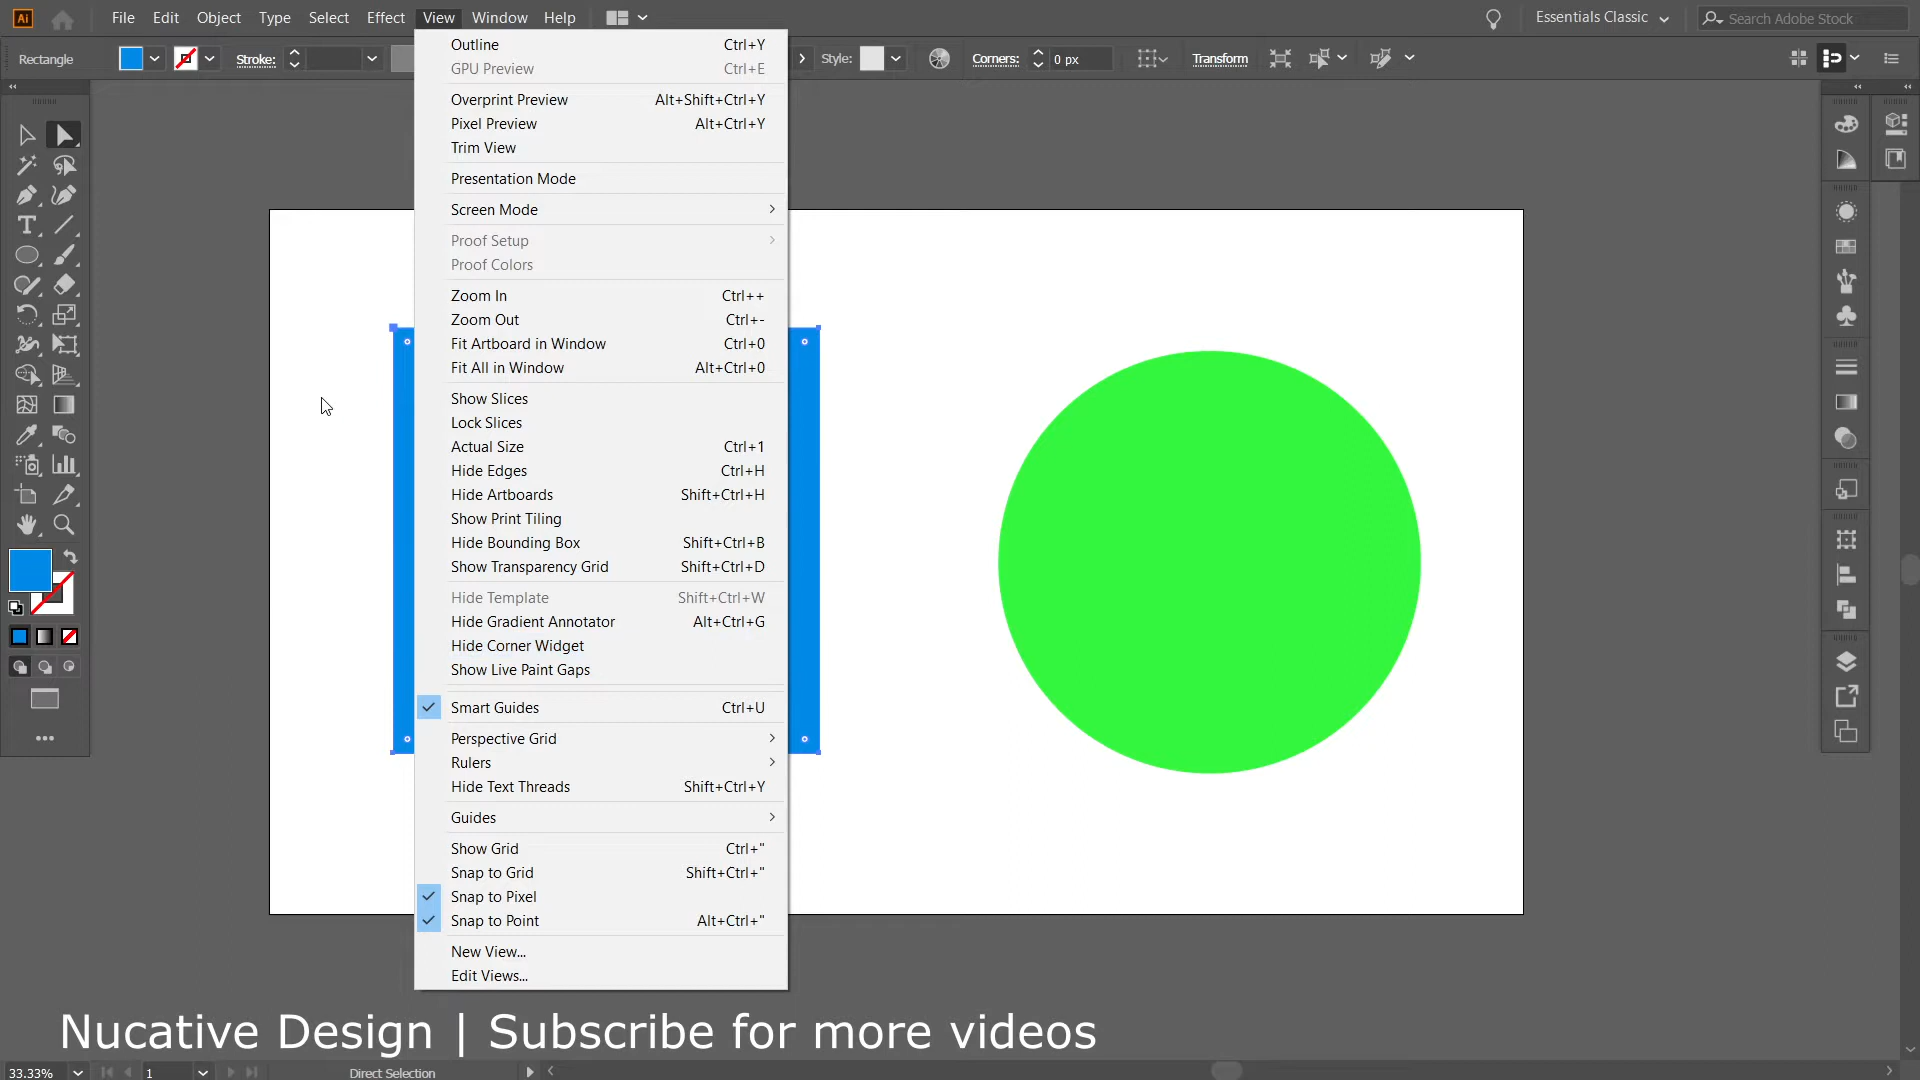 Ai File Edit Object Type Select Effect View Window Help Essentials Classic Search Adobe Stock
Rectangle Stroke: Style: Corners: 0 px Transform
Outline Ctrl+Y
GPU Preview Ctrl+E
Overprint Preview Alt+Shift+Ctrl+Y
Pixel Preview Alt+Ctrl+Y
Trim View
Presentation Mode
Screen Mode
Proof Setup
Proof Colors
Zoom In Ctrl++
Zoom Out Ctrl+-
Fit Artboard in Window Ctrl+0
Fit All in Window Alt+Ctrl+0
Show Slices
Lock Slices
Actual Size Ctrl+1
Hide Edges Ctrl+H
Hide Artboards Shift+Ctrl+H
Show Print Tiling
Hide Bounding Box Shift+Ctrl+B
Show Transparency Grid Shift+Ctrl+D
Hide Template Shift+Ctrl+W
Hide Gradient Annotator Alt+Ctrl+G
Hide Corner Widget
Show Live Paint Gaps
Smart Guides Ctrl+U
Perspective Grid
Rulers
Hide Text Threads Shift+Ctrl+Y
Guides
Show Grid Ctrl+"
Snap to Grid Shift+Ctrl+"
Snap to Pixel
Snap to Point Alt+Ctrl+"
New View...
Edit Views...
Nucative Design | Subscribe for more videos
33.33% 1 Direct Selection